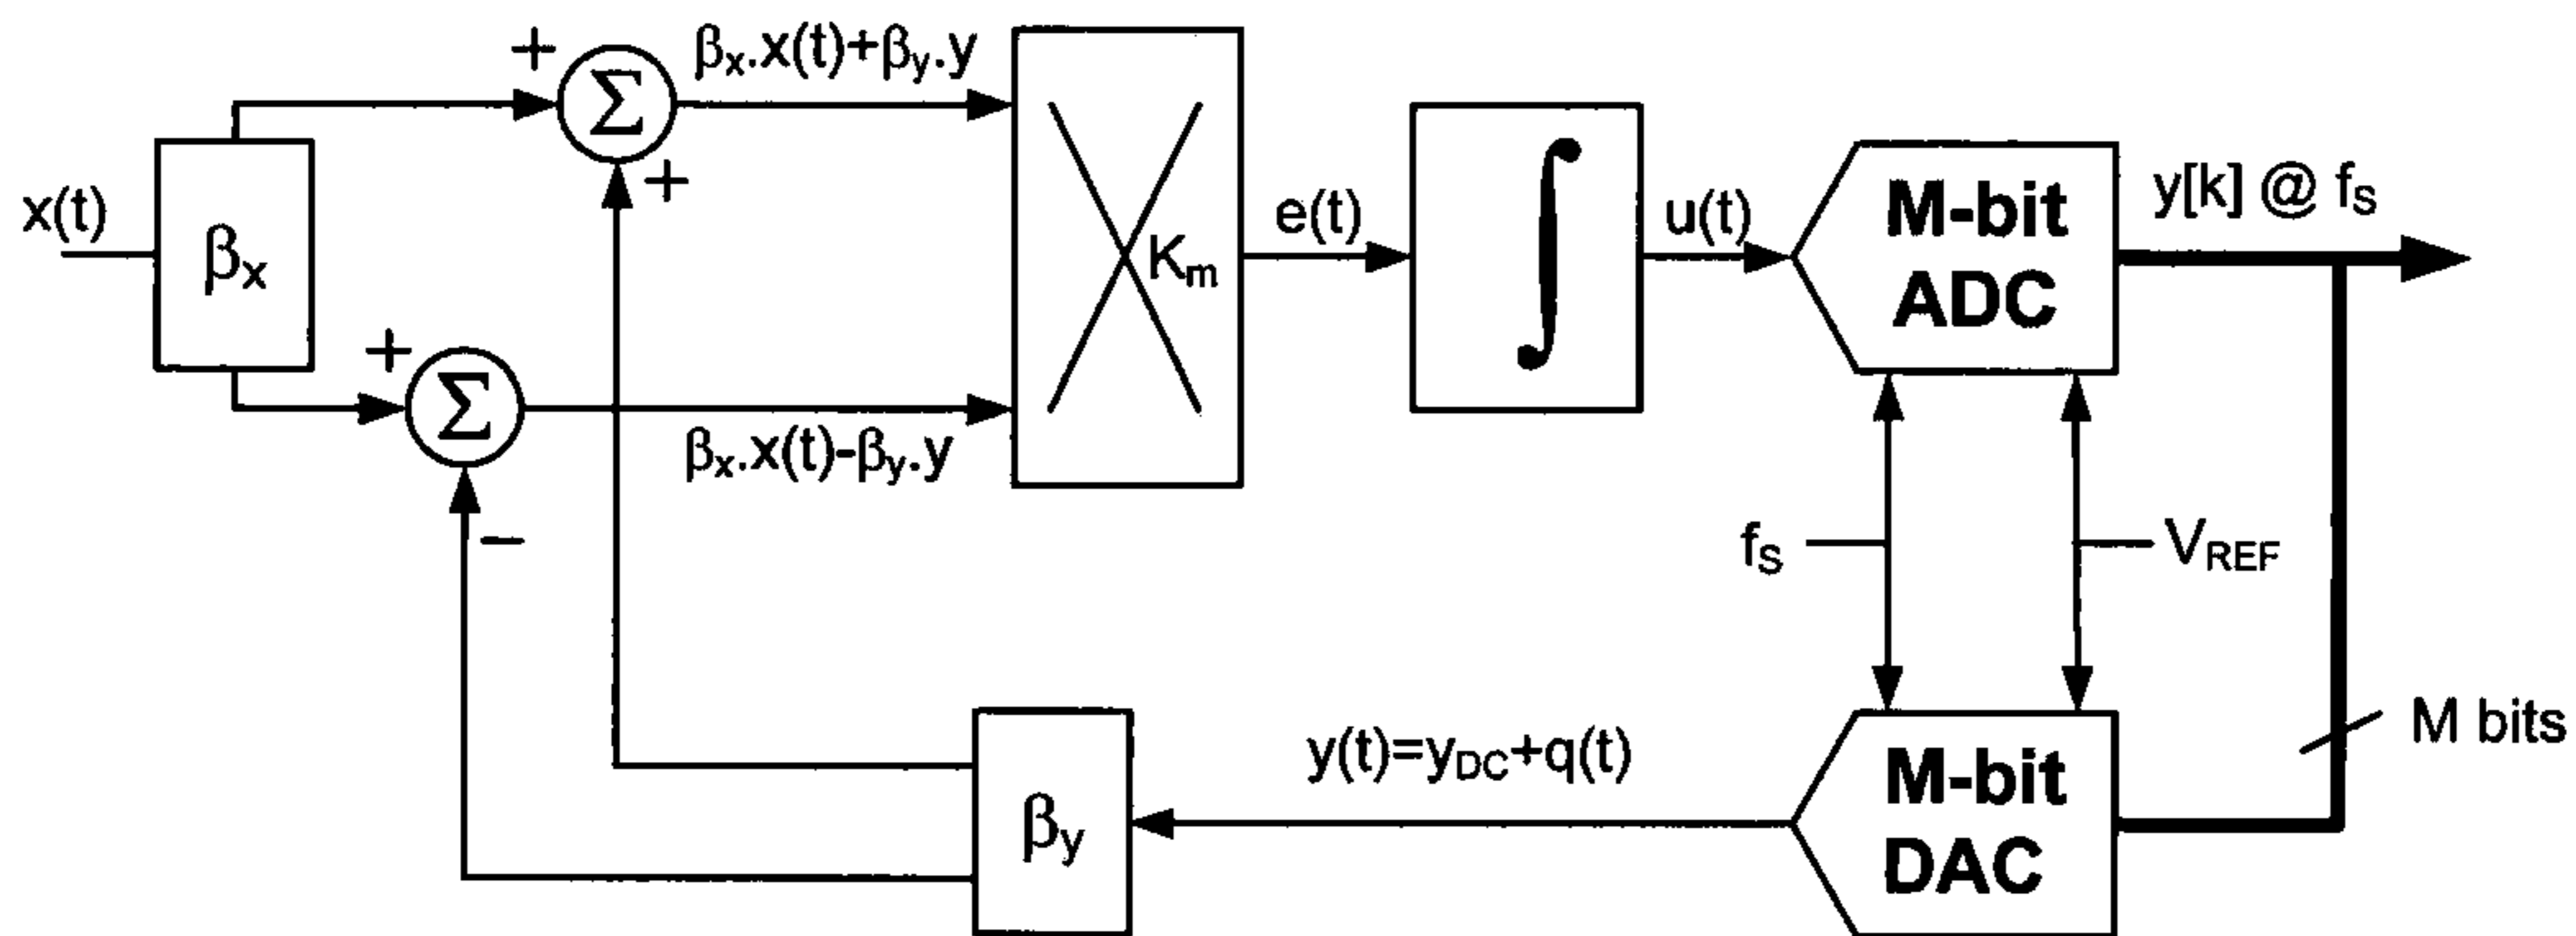 x(t)
βx
+
Σ
+
βx.x(t)+βy.y
+
Σ
−
βx.x(t)-βy.y
Km
e(t)
∫
u(t)
M-bit
ADC
y[k] @ fS
fS
VREF
M bits
M-bit
DAC
y(t)=yDC+q(t)
βy